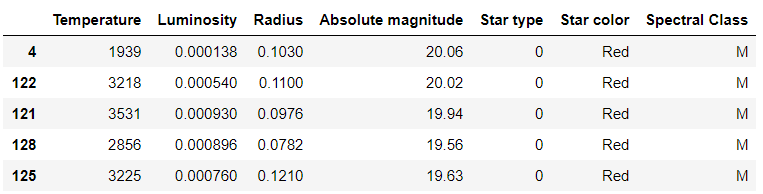 Temperature Luminosity Radius Absolute magnitude Star type Star color Spectral Class
4 1939 0.000138 0.1030 20.06 0 Red M
122 3218 0.000540 0.1100 20.02 0 Red M
121 3531 0.000930 0.0976 19.94 0 Red M
128 2856 0.000896 0.0782 19.56 0 Red M
125 3225 0.000760 0.1210 19.63 0 Red M